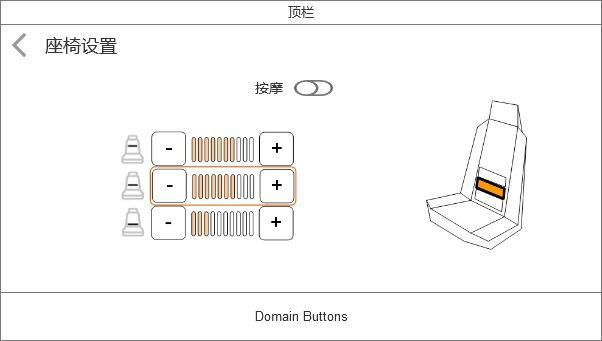 顶栏
座椅设置
按摩
- +
- +
- +
Domain Buttons